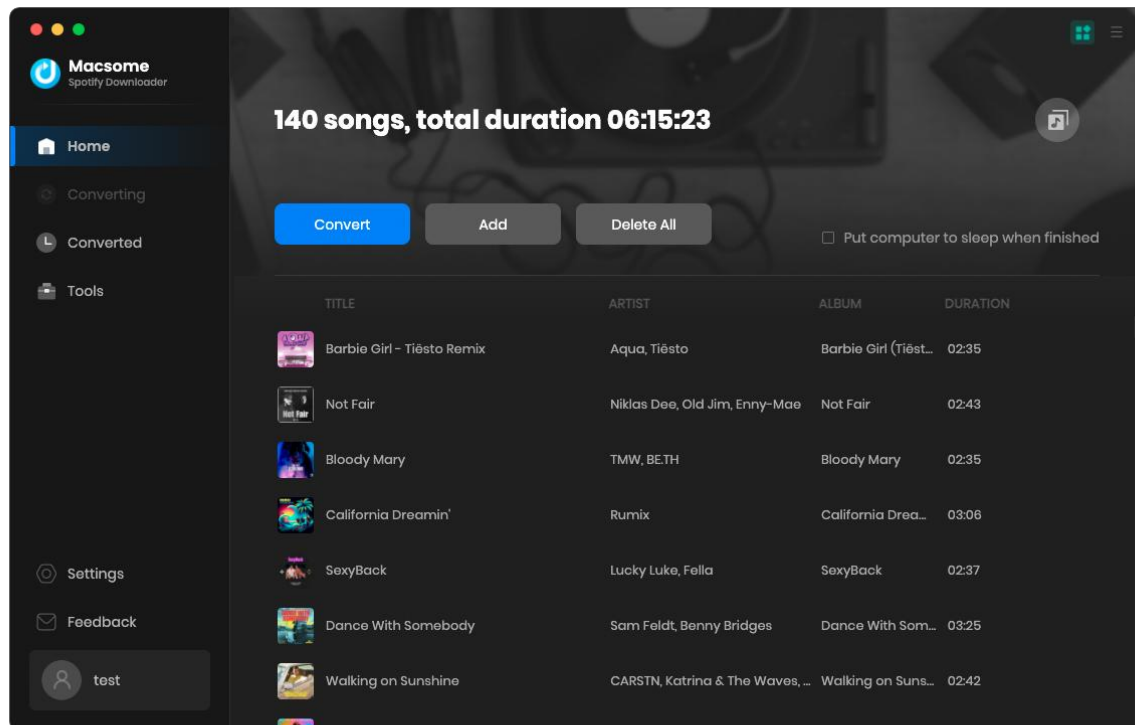 Macsome
Spotify Downloader
Home
Converting
Converted
Tools
Settings
Feedback
test
140 songs, total duration 06:15:23
Convert Add Delete All
Put computer to sleep when finished
TITLE ARTIST ALBUM DURATION
Barbie Girl - Tiësto Remix Aqua, Tiësto Barbie Girl (Tiëst... 02:35
Not Fair Niklas Dee, Old Jim, Enny-Mae Not Fair 02:43
Bloody Mary TMW, BE.TH Bloody Mary 02:35
California Dreamin' Rumix California Drea... 03:06
SexyBack Lucky Luke, Fella SexyBack 02:37
Dance With Somebody Sam Feldt, Benny Bridges Dance With Som... 03:25
Walking on Sunshine CARSTN, Katrina & The Waves, ... Walking on Suns... 02:42